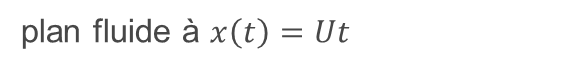 plan fluide à 𝑥(𝑡) = 𝑈𝑡